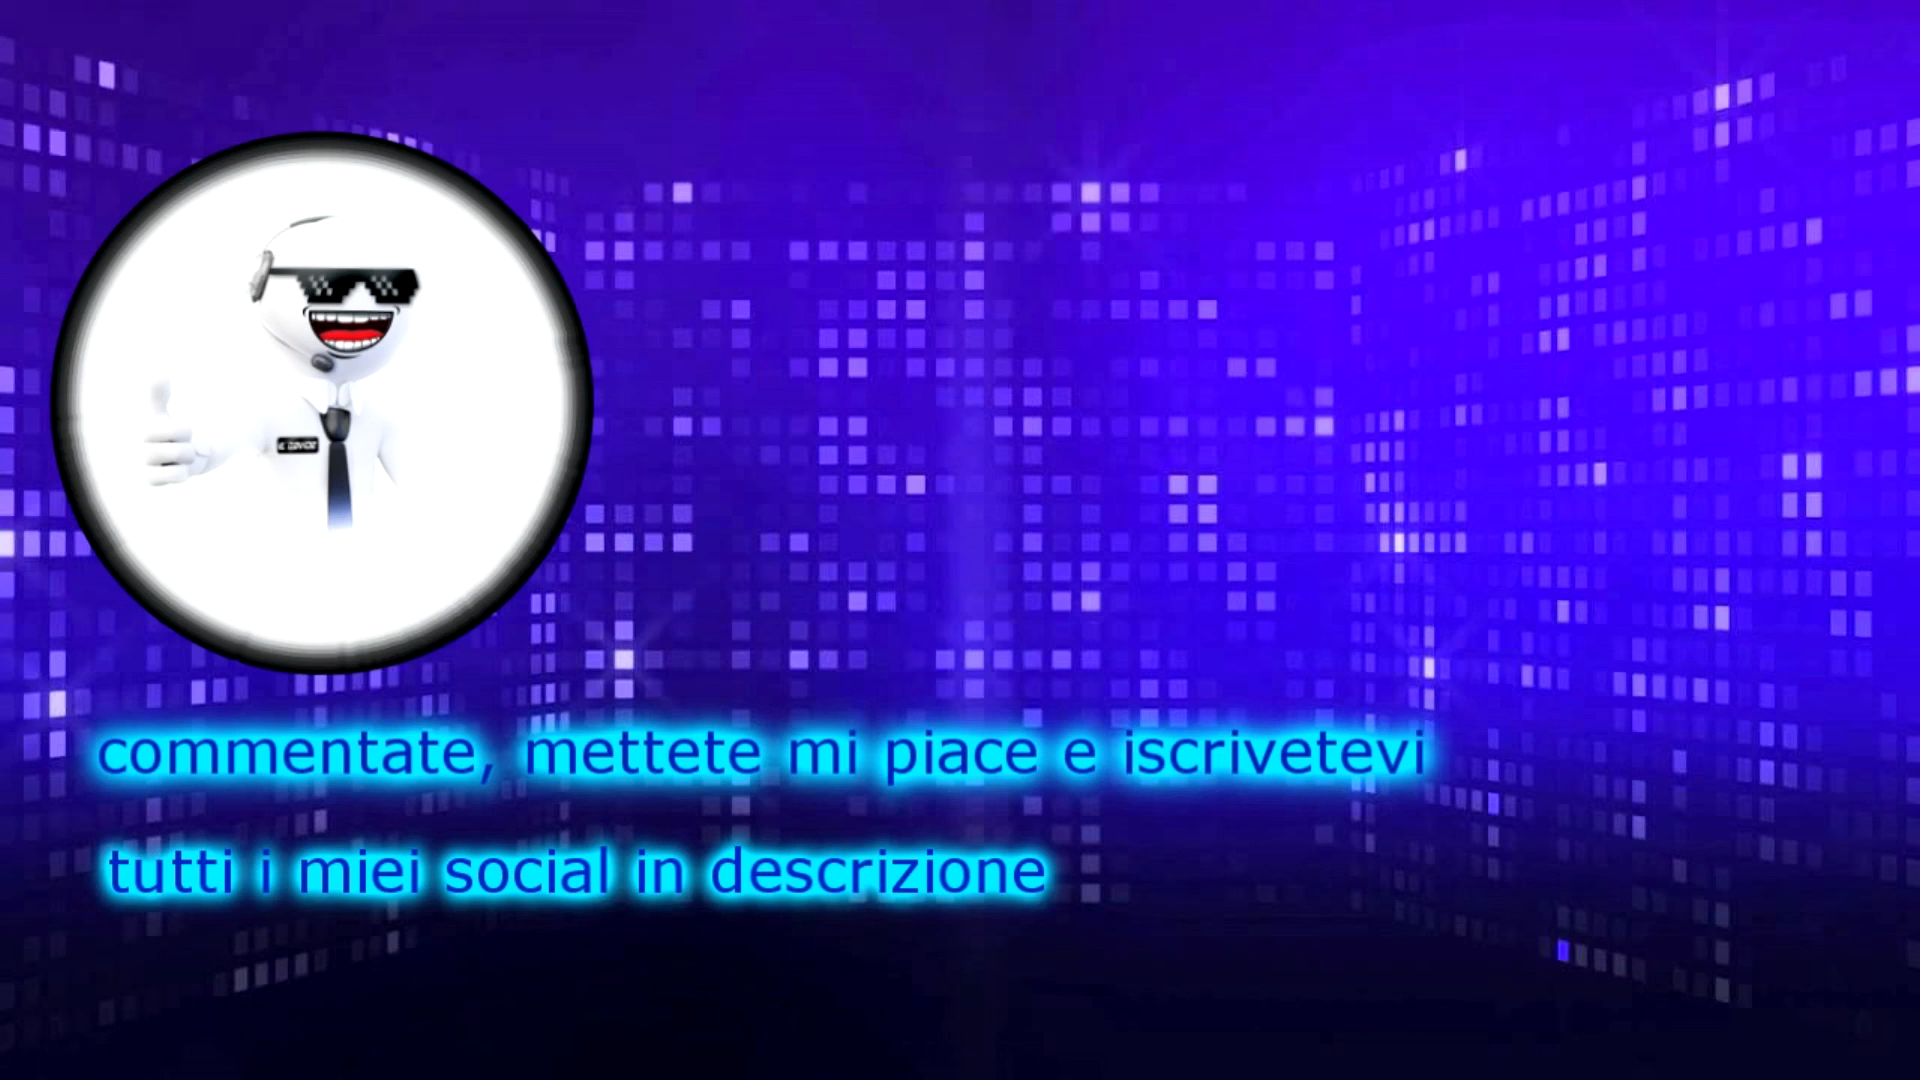 commentate, mettete mi piace e iscrivetevi
tutti i miei social in descrizione